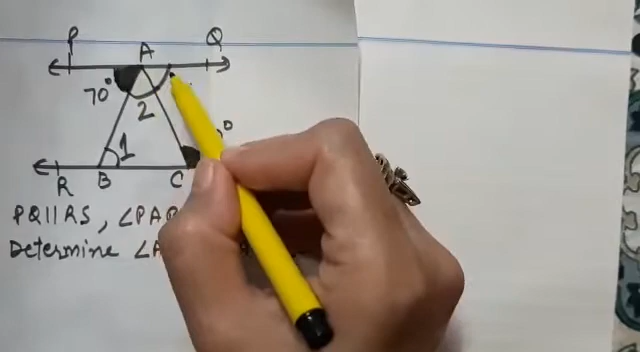 P A Q
70°
2
1
R B C
PQ||RS, ∠PAQ
Determine ∠A